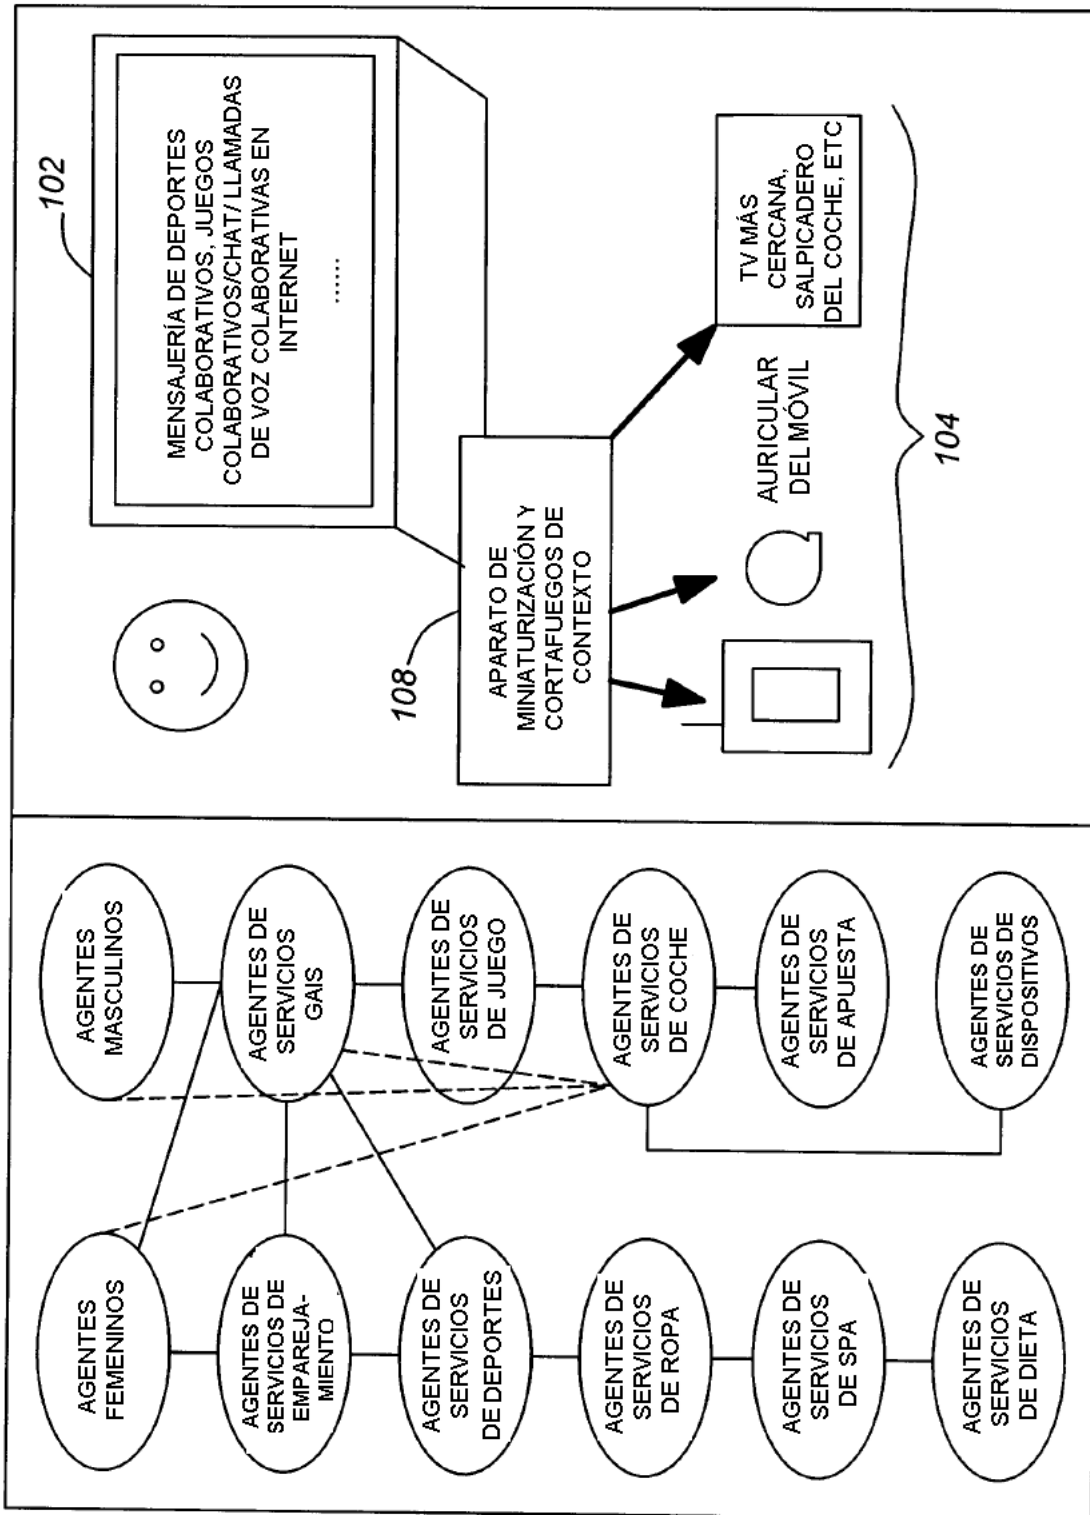 AGENTES
FEMENINOS
AGENTES DE
SERVICIOS DE
EMPAREJA-
MIENTO
AGENTES DE
SERVICIOS
DE DEPORTES
AGENTES DE
SERVICIOS
DE ROPA
AGENTES DE
SERVICIOS
DE SPA
AGENTES DE
SERVICIOS
DE DIETA
AGENTES
MASCULINOS
AGENTES DE
SERVICIOS
GAIS
AGENTES DE
SERVICIOS
DE JUEGO
AGENTES DE
SERVICIOS
DE COCHE
AGENTES DE
SERVICIOS
DE APUESTA
AGENTES DE
SERVICIOS DE
DISPOSITIVOS
102
MENSAJERÍA DE DEPORTES
COLABORATIVOS, JUEGOS
COLABORATIVOS/CHAT/ LLAMADAS
DE VOZ COLABORATIVAS EN
INTERNET
......
108
APARATO DE
MINIATURIZACIÓN Y
CORTAFUEGOS DE
CONTEXTO
AURICULAR
DEL MÓVIL
TV MÁS
CERCANA,
SALPICADERO
DEL COCHE, ETC
104